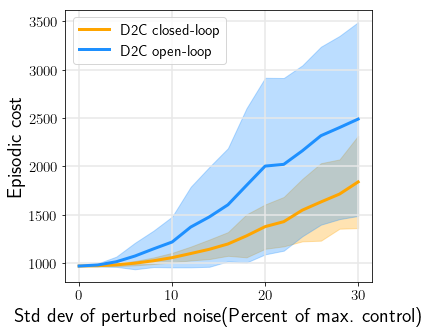 D2C closed-loop
D2C open-loop
Episodic cost
3500
3000
2500
2000
1500
1000
0
10
20
30
Std dev of perturbed noise(Percent of max. control)